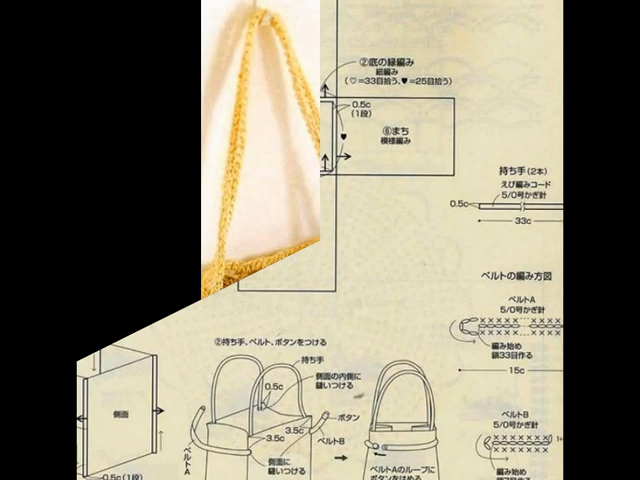 ②底の縁編み
細編み
(♡=33目拾う、♥=25目拾う)
0.5c
(1段)
♥
⑥まち
模様編み
持ち手(2本)
えび編みコード
5/0号かぎ針
0.5c
33c
ベルトの編み方図
ベルトA
5/0号かぎ針
編み始め
鎖33目作る
15c
②持ち手、ベルト、ボタンをつける
持ち手
0.5c
側面の内側に
縫いつける
ボタン
3.5c
3.5c
ベルトB
ベルトA
側面に
縫いつける
側面
0.5c(1段)
ベルトAのループに
ボタンをはめる
ベルトB
5/0号かぎ針
編み始め